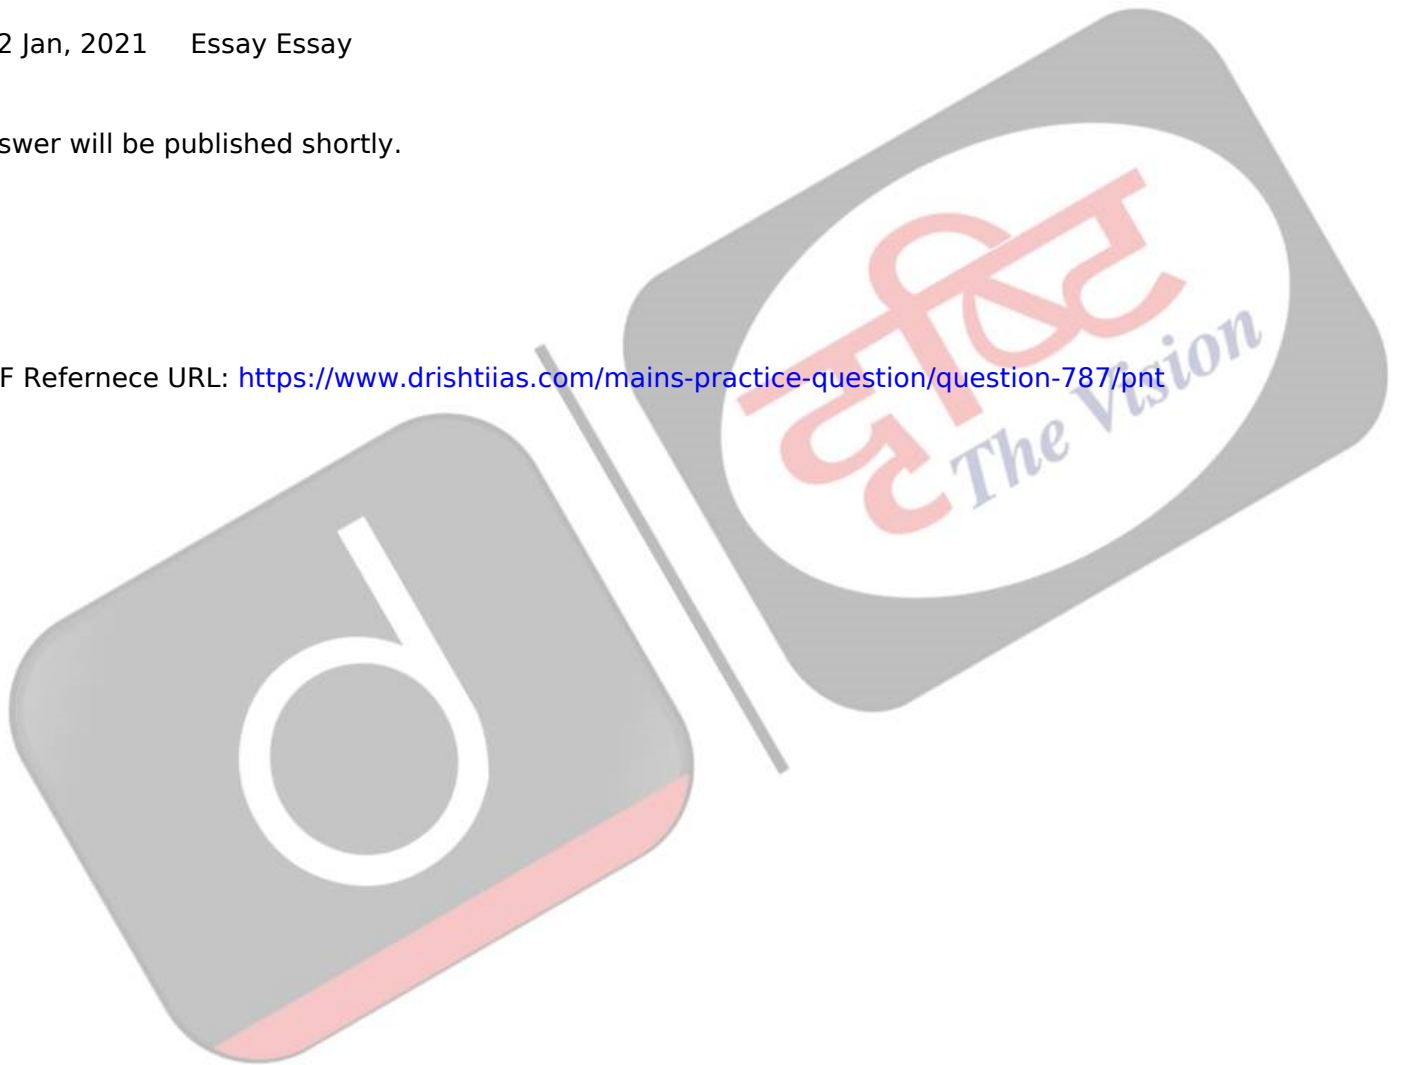 2 Jan, 2021 Essay Essay
swer will be published shortly.
F Refernece URL: https://www.drishtiias.com/mains-practice-question/question-787/pnt
दृष्टि
The Vision
d